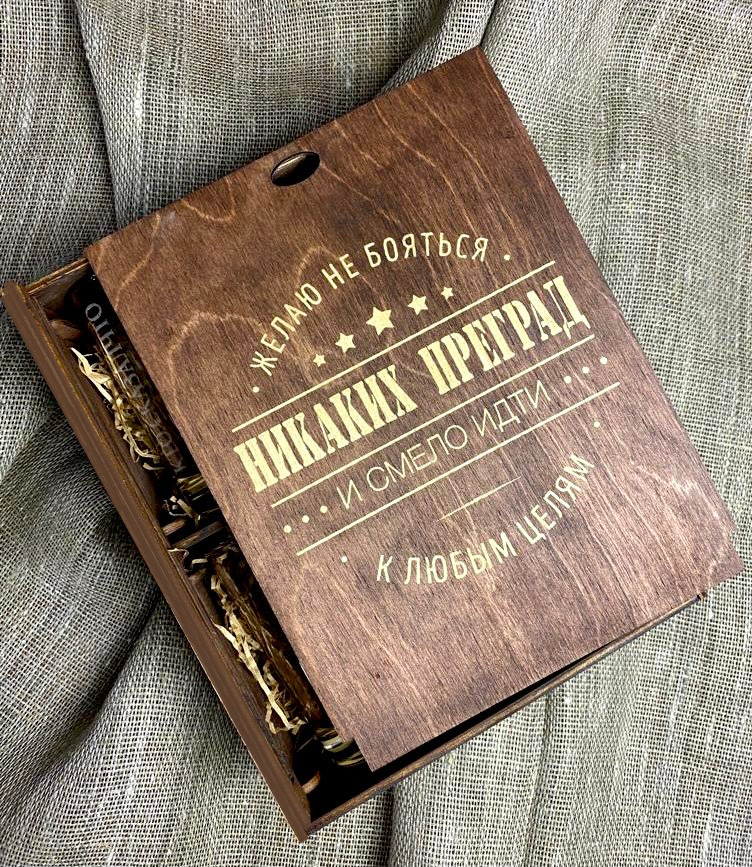 ЖЕЛАЮ НЕ БОЯТЬСЯ
НИКАКИХ ПРЕГРАД
И СМЕЛО ИДТИ
К ЛЮБЫМ ЦЕЛЯМ